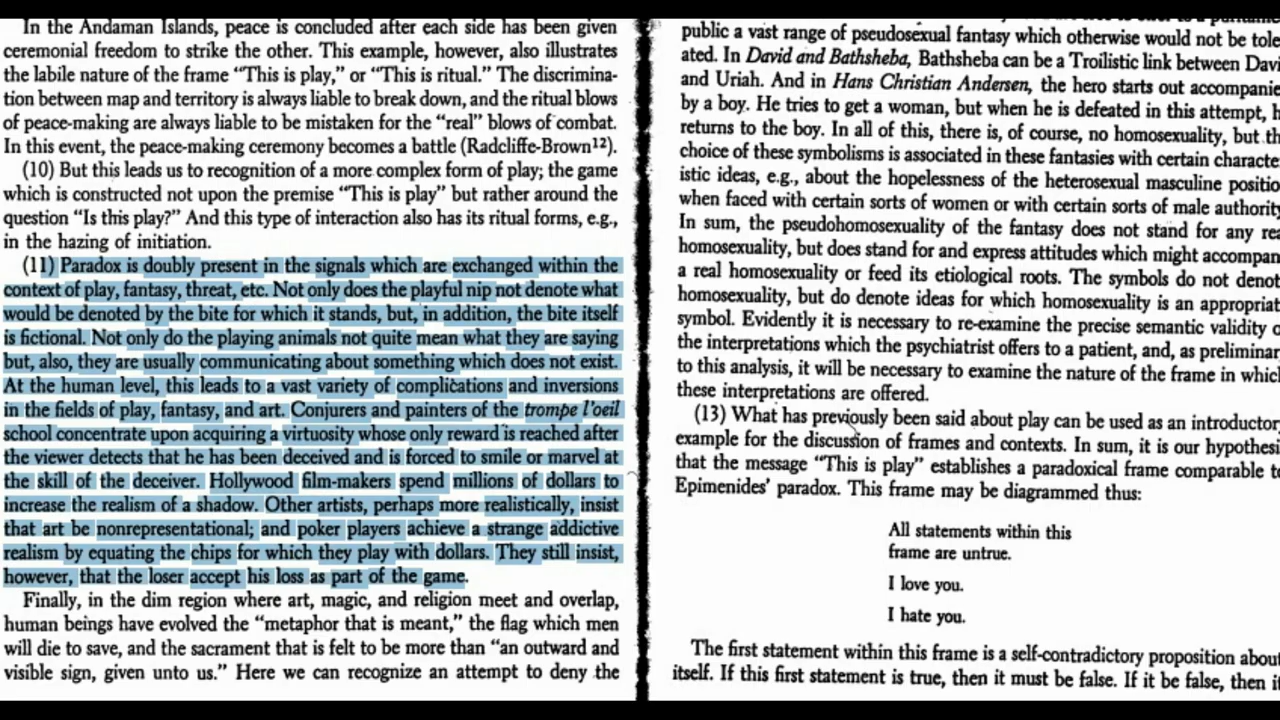 In the Andaman Islands, peace is concluded after each side has been given
ceremonial freedom to strike the other. This example, however, also illustrates
the labile nature of the frame “This is play,” or “This is ritual.” The discrimina-
tion between map and territory is always liable to break down, and the ritual blows
of peace-making are always liable to be mistaken for the “real” blows of combat.
In this event, the peace-making ceremony becomes a battle (Radcliffe-Brown¹²).
(10) But this leads us to recognition of a more complex form of play; the game
which is constructed not upon the premise “This is play” but rather around the
question “Is this play?” And this type of interaction also has its ritual forms, e.g.,
in the hazing of initiation.
(11) Paradox is doubly present in the signals which are exchanged within the
context of play, fantasy, threat, etc. Not only does the playful nip not denote what
would be denoted by the bite for which it stands, but, in addition, the bite itself
is fictional. Not only do the playing animals not quite mean what they are saying
but, also, they are usually communicating about something which does not exist.
At the human level, this leads to a vast variety of complications and inversions
in the fields of play, fantasy, and art. Conjurers and painters of the trompe l’oeil
school concentrate upon acquiring a virtuosity whose only reward is reached after
the viewer detects that he has been deceived and is forced to smile or marvel at
the skill of the deceiver. Hollywood film-makers spend millions of dollars to
increase the realism of a shadow. Other artists, perhaps more realistically, insist
that art be nonrepresentational; and poker players achieve a strange addictive
realism by equating the chips for which they play with dollars. They still insist,
however, that the loser accept his loss as part of the game.
Finally, in the dim region where art, magic, and religion meet and overlap,
human beings have evolved the “metaphor that is meant,” the flag which men
will die to save, and the sacrament that is felt to be more than “an outward and
visible sign, given unto us.” Here we can recognize an attempt to deny the
public a vast range of pseudosexual fantasy which otherwise would not be tole
ated. In David and Bathsheba, Bathsheba can be a Troilistic link between Davi
and Uriah. And in Hans Christian Andersen, the hero starts out accompanie
by a boy. He tries to get a woman, but when he is defeated in this attempt, h
returns to the boy. In all of this, there is, of course, no homosexuality, but th
choice of these symbolisms is associated in these fantasies with certain characte
istic ideas, e.g., about the hopelessness of the heterosexual masculine positio
when faced with certain sorts of women or with certain sorts of male authority
In sum, the pseudohomosexuality of the fantasy does not stand for any rea
homosexuality, but does stand for and express attitudes which might accompan
a real homosexuality or feed its etiological roots. The symbols do not denot
homosexuality, but do denote ideas for which homosexuality is an appropriat
symbol. Evidently it is necessary to re-examine the precise semantic validity o
the interpretations which the psychiatrist offers to a patient, and, as preliminar
to this analysis, it will be necessary to examine the nature of the frame in which
these interpretations are offered.
(13) What has previously been said about play can be used as an introductory
example for the discussion of frames and contexts. In sum, it is our hypothesi
that the message “This is play” establishes a paradoxical frame comparable to
Epimenides’ paradox. This frame may be diagrammed thus:
All statements within this
frame are untrue.
I love you.
I hate you.
The first statement within this frame is a self-contradictory proposition about
itself. If this first statement is true, then it must be false. If it be false, then it